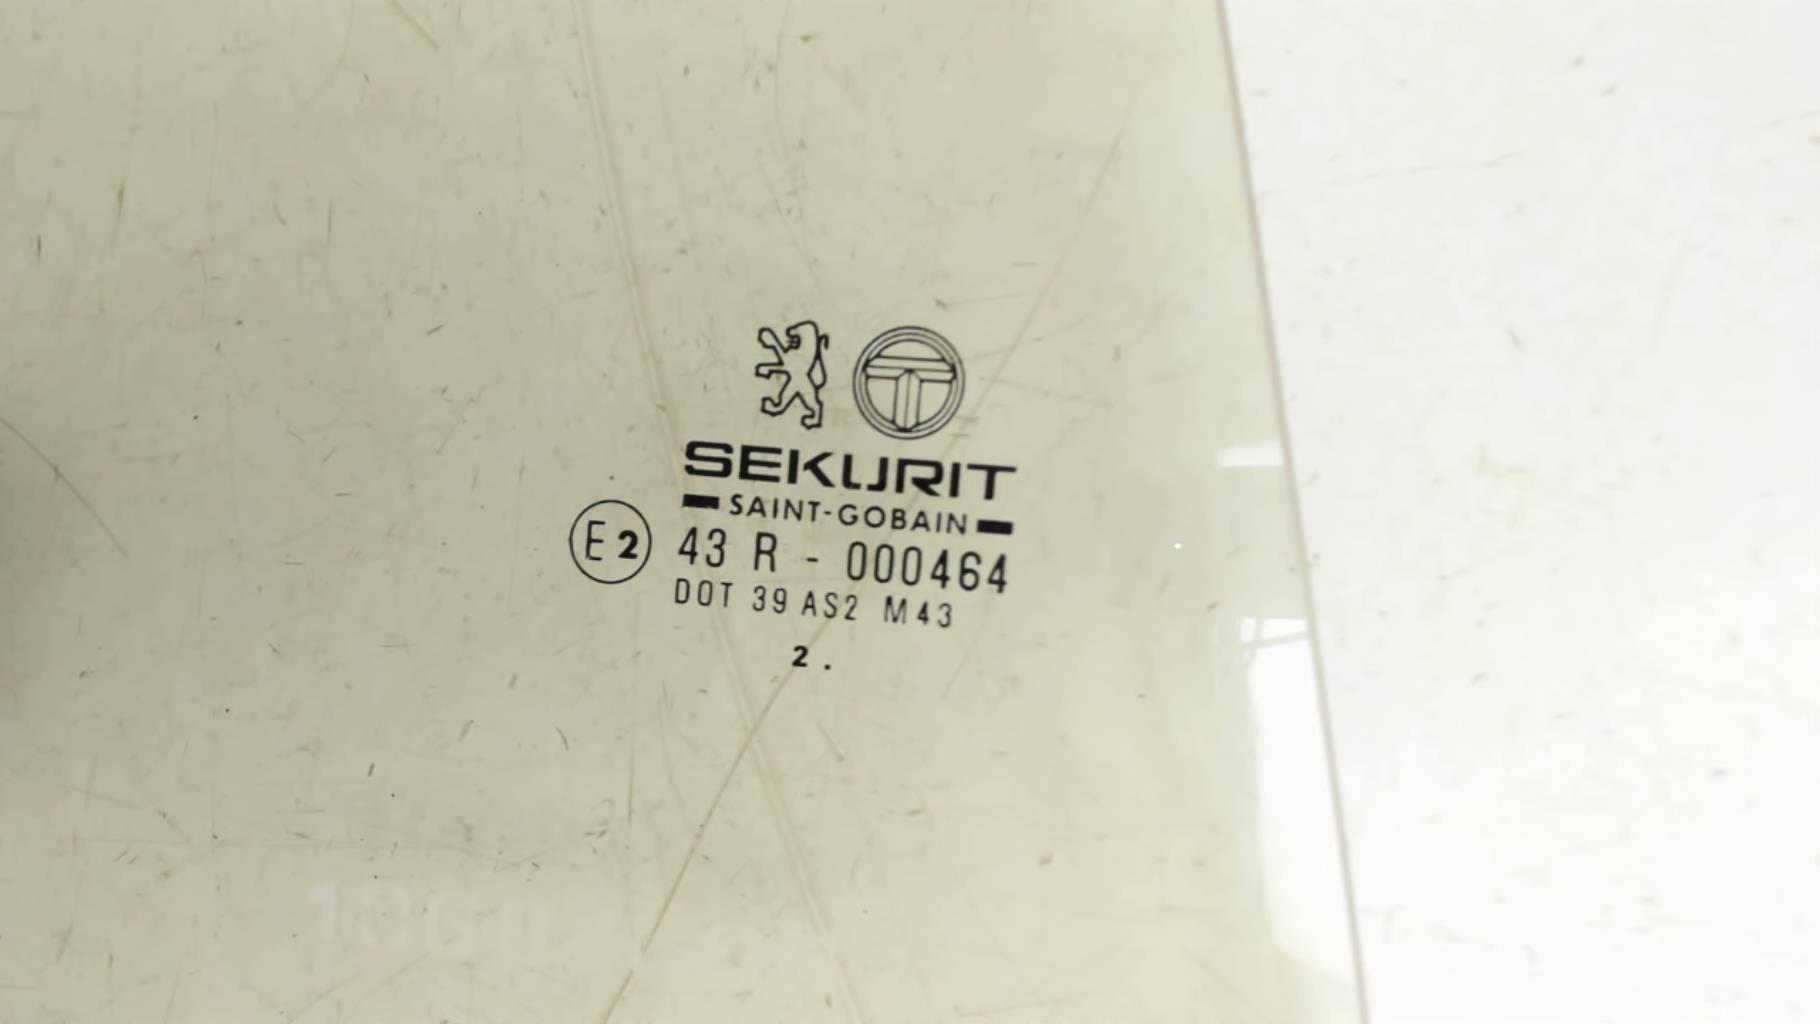 SEKURIT
SAINT-GOBAIN
E2 43 R - 000464
DOT 39 AS2 M43
2 .